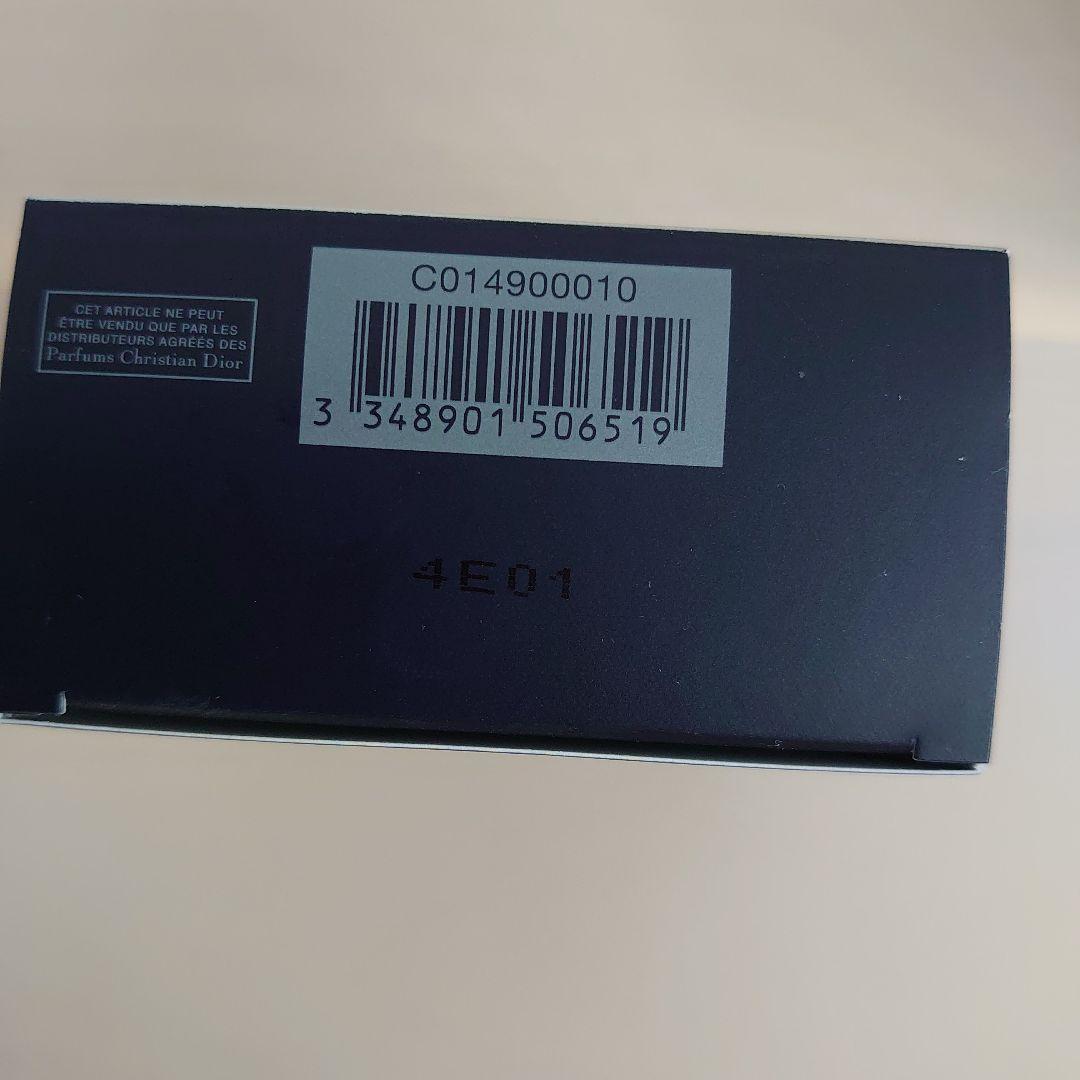 CET ARTICLE NE PEUT
ÊTRE VENDU QUE PAR LES
DISTRIBUTEURS AGRÉÉS DES
Parfums Christian Dior
C014900010
3 348901 506519
4E01